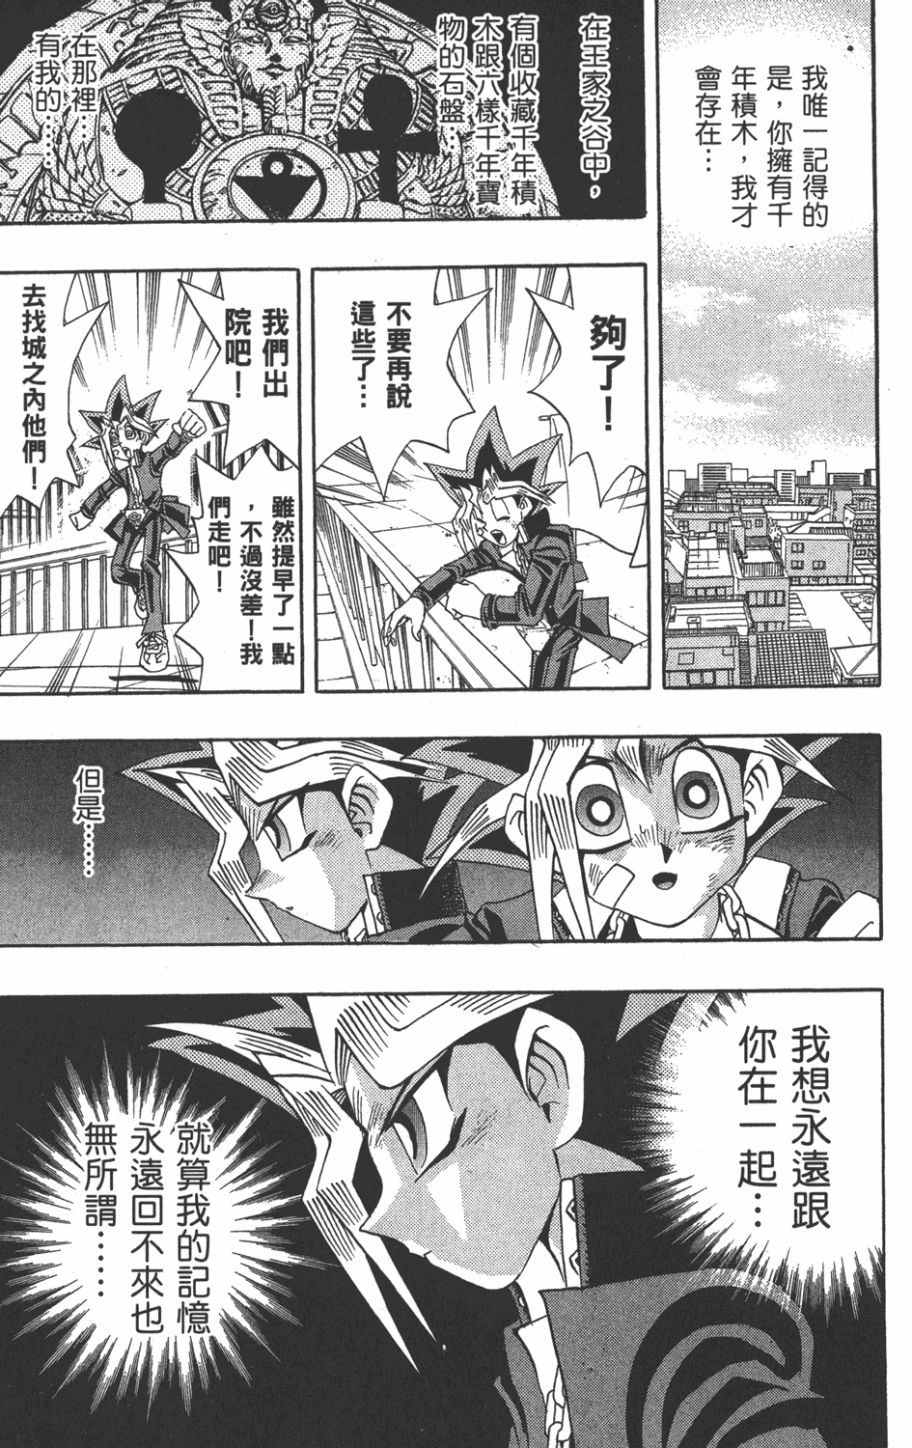 我唯一記得的
是，你擁有千
年積木，我才
會存在…
在王家之谷中，
有個收藏千年積
木跟六樣千年寶
物的石盤…
在那裡…
有我的……
夠了！
不要再說
這些了…
我們出
院吧！
雖然提早了一點
，不過沒差！我
們走吧！
去找城之內他們！
但是……
我想永遠跟
你在一起…
就算我的記憶
永遠回不來也
無所謂……